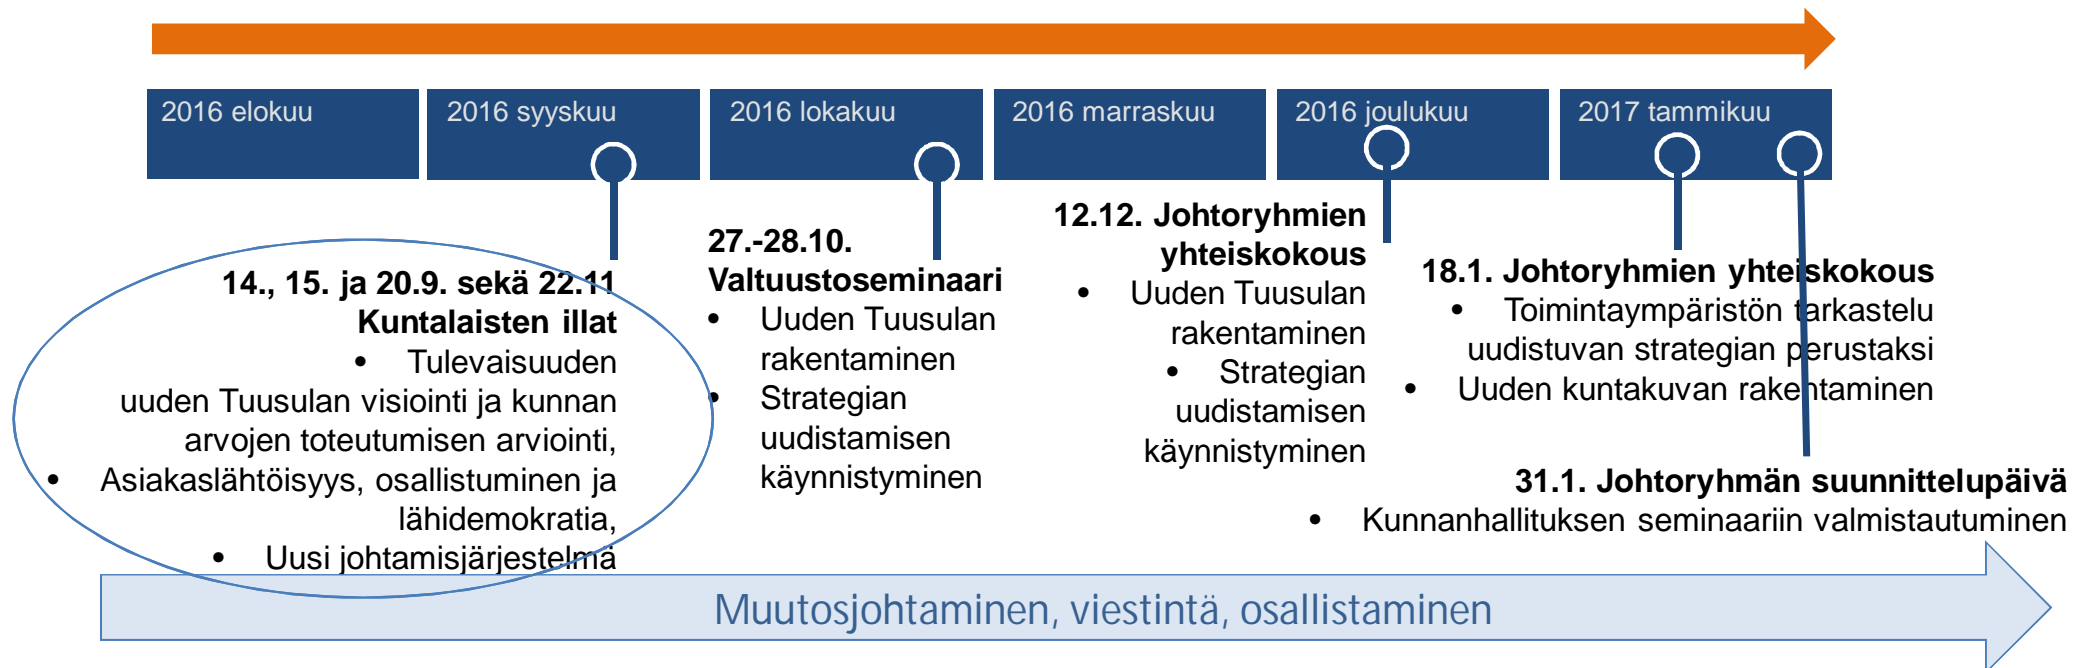 2016 elokuu
2016 syyskuu
2016 lokakuu
2016 marraskuu
2016 joulukuu
2017 tammikuu
14., 15. ja 20.9. sekä 22.11
Kuntalaisten illat
• Tulevaisuuden
uuden Tuusulan visiointi ja kunnan
arvojen toteutumisen arviointi,
• Asiakaslähtöisyys, osallistuminen ja
lähidemokratia,
• Uusi johtamisjärjestelmä
27.-28.10.
Valtuustoseminaari
• Uuden Tuusulan
rakentaminen
• Strategian
uudistamisen
käynnistyminen
12.12. Johtoryhmien
yhteiskokous
• Uuden Tuusulan
rakentaminen
• Strategian
uudistamisen
käynnistyminen
18.1. Johtoryhmien yhteiskokous
• Toimintaympäristön tarkastelu
uudistuvan strategian perustaksi
• Uuden kuntakuvan rakentaminen
31.1. Johtoryhmän suunnittelupäivä
• Kunnanhallituksen seminaariin valmistautuminen
Muutosjohtaminen, viestintä, osallistaminen